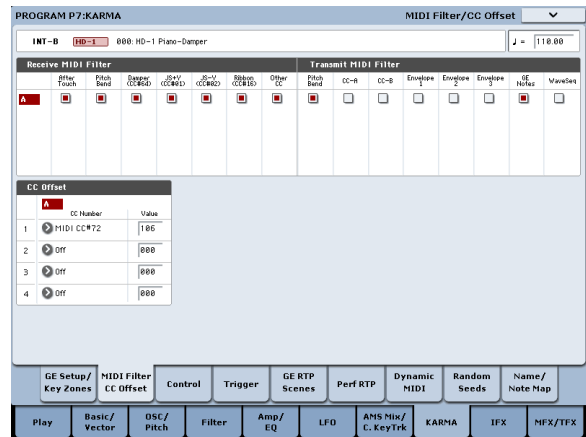 PROGRAM P7:KARMA
MIDI Filter/CC Offset
INT-B HD-1 000: HD-1 Piano-Damper
♩ = 110.00
Receive MIDI Filter
Transmit MIDI Filter
After Touch
Pitch Bend
Damper (CC#64)
JS+Y (CC#01)
JS-Y (CC#02)
Ribbon (CC#16)
Other CC
Pitch Bend
CC-A
CC-B
Envelope 1
Envelope 2
Envelope 3
GE Notes
WaveSeq
A
CC Offset
A
CC Number Value
1 MIDI CC#72 106
2 Off 000
3 Off 000
4 Off 000
GE Setup/ Key Zones
MIDI Filter CC Offset
Control
Trigger
GE RTP Scenes
Perf RTP
Dynamic MIDI
Random Seeds
Name/ Note Map
Play
Basic/ Vector
OSC/ Pitch
Filter
Amp/ EQ
LFO
AMS Mix/ C.KeyTrk
KARMA
IFX
MFX/TFX